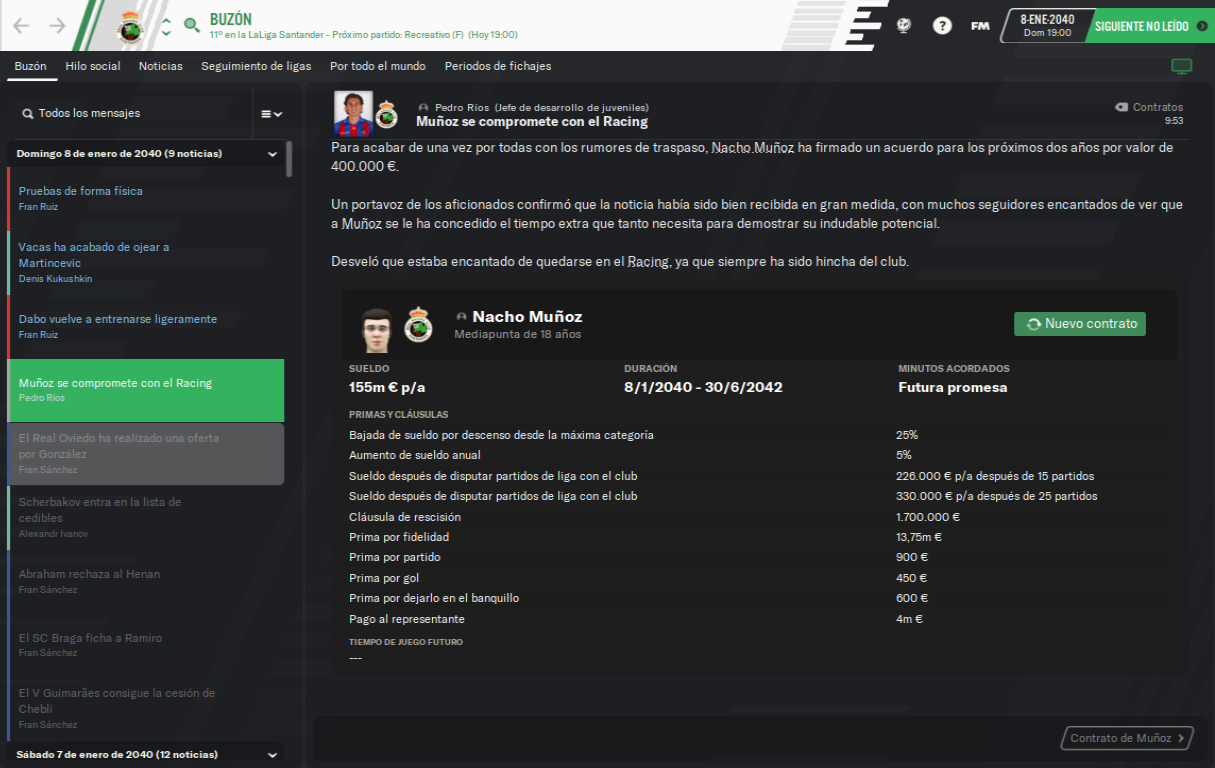 BUZÓN
11º en la LaLiga Santander - Próximo partido: Recreativo (F) (Hoy 19:00)
?
FM
8-ENE-2040
Dom 19:00
SIGUIENTE NO LEÍDO
Buzón
Hilo social
Noticias
Seguimiento de ligas
Por todo el mundo
Periodos de fichajes
Todos los mensajes
Domingo 8 de enero de 2040 (9 noticias)
Pruebas de forma física
Fran Ruiz
Vacas ha acabado de ojear a
Martincevic
Denis Kukushkin
Dabo vuelve a entrenarse ligeramente
Fran Ruiz
Muñoz se compromete con el Racing
Pedro Ríos
El Real Oviedo ha realizado una oferta
por González
Fran Sánchez
Scherbakov entra en la lista de
cedibles
Alexandr Ivanov
Abraham rechaza al Henan
Fran Sánchez
El SC Braga ficha a Ramiro
Fran Sánchez
El V Guimarães consigue la cesión de
Chebli
Fran Sánchez
Sábado 7 de enero de 2040 (12 noticias)
Pedro Ríos (Jefe de desarrollo de juveniles)
Muñoz se compromete con el Racing
Contratos
9:53
Para acabar de una vez por todas con los rumores de traspaso, Nacho Muñoz ha firmado un acuerdo para los próximos dos años por valor de
400.000 €.
Un portavoz de los aficionados confirmó que la noticia había sido bien recibida en gran medida, con muchos seguidores encantados de ver que
a Muñoz se le ha concedido el tiempo extra que tanto necesita para demostrar su indudable potencial.
Desveló que estaba encantado de quedarse en el Racing, ya que siempre ha sido hincha del club.
Nacho Muñoz
Mediapunta de 18 años
Nuevo contrato
SUELDO
155m € p/a
DURACIÓN
8/1/2040 - 30/6/2042
MINUTOS ACORDADOS
Futura promesa
PRIMAS Y CLÁUSULAS
Bajada de sueldo por descenso desde la máxima categoría 25%
Aumento de sueldo anual 5%
Sueldo después de disputar partidos de liga con el club 226.000 € p/a después de 15 partidos
Sueldo después de disputar partidos de liga con el club 330.000 € p/a después de 25 partidos
Cláusula de rescisión 1.700.000 €
Prima por fidelidad 13,75m €
Prima por partido 900 €
Prima por gol 450 €
Prima por dejarlo en el banquillo 600 €
Pago al representante 4m €
TIEMPO DE JUEGO FUTURO
---
Contrato de Muñoz